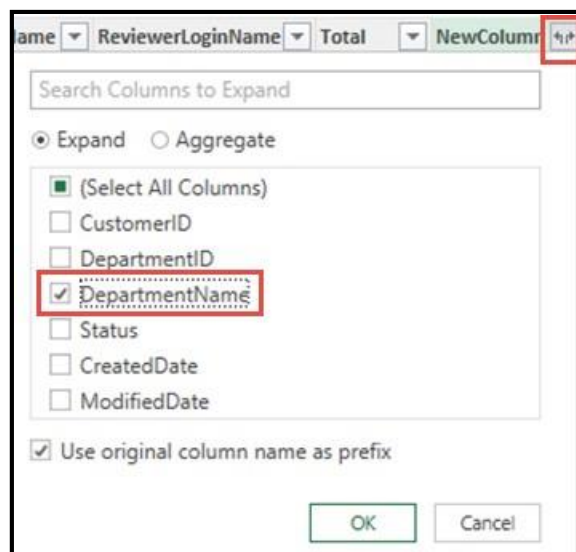 ame ReviewerLoginName Total NewColumn
Search Columns to Expand
Expand Aggregate
(Select All Columns)
CustomerID
DepartmentID
DepartmentName
Status
CreatedDate
ModifiedDate
Use original column name as prefix
OK Cancel